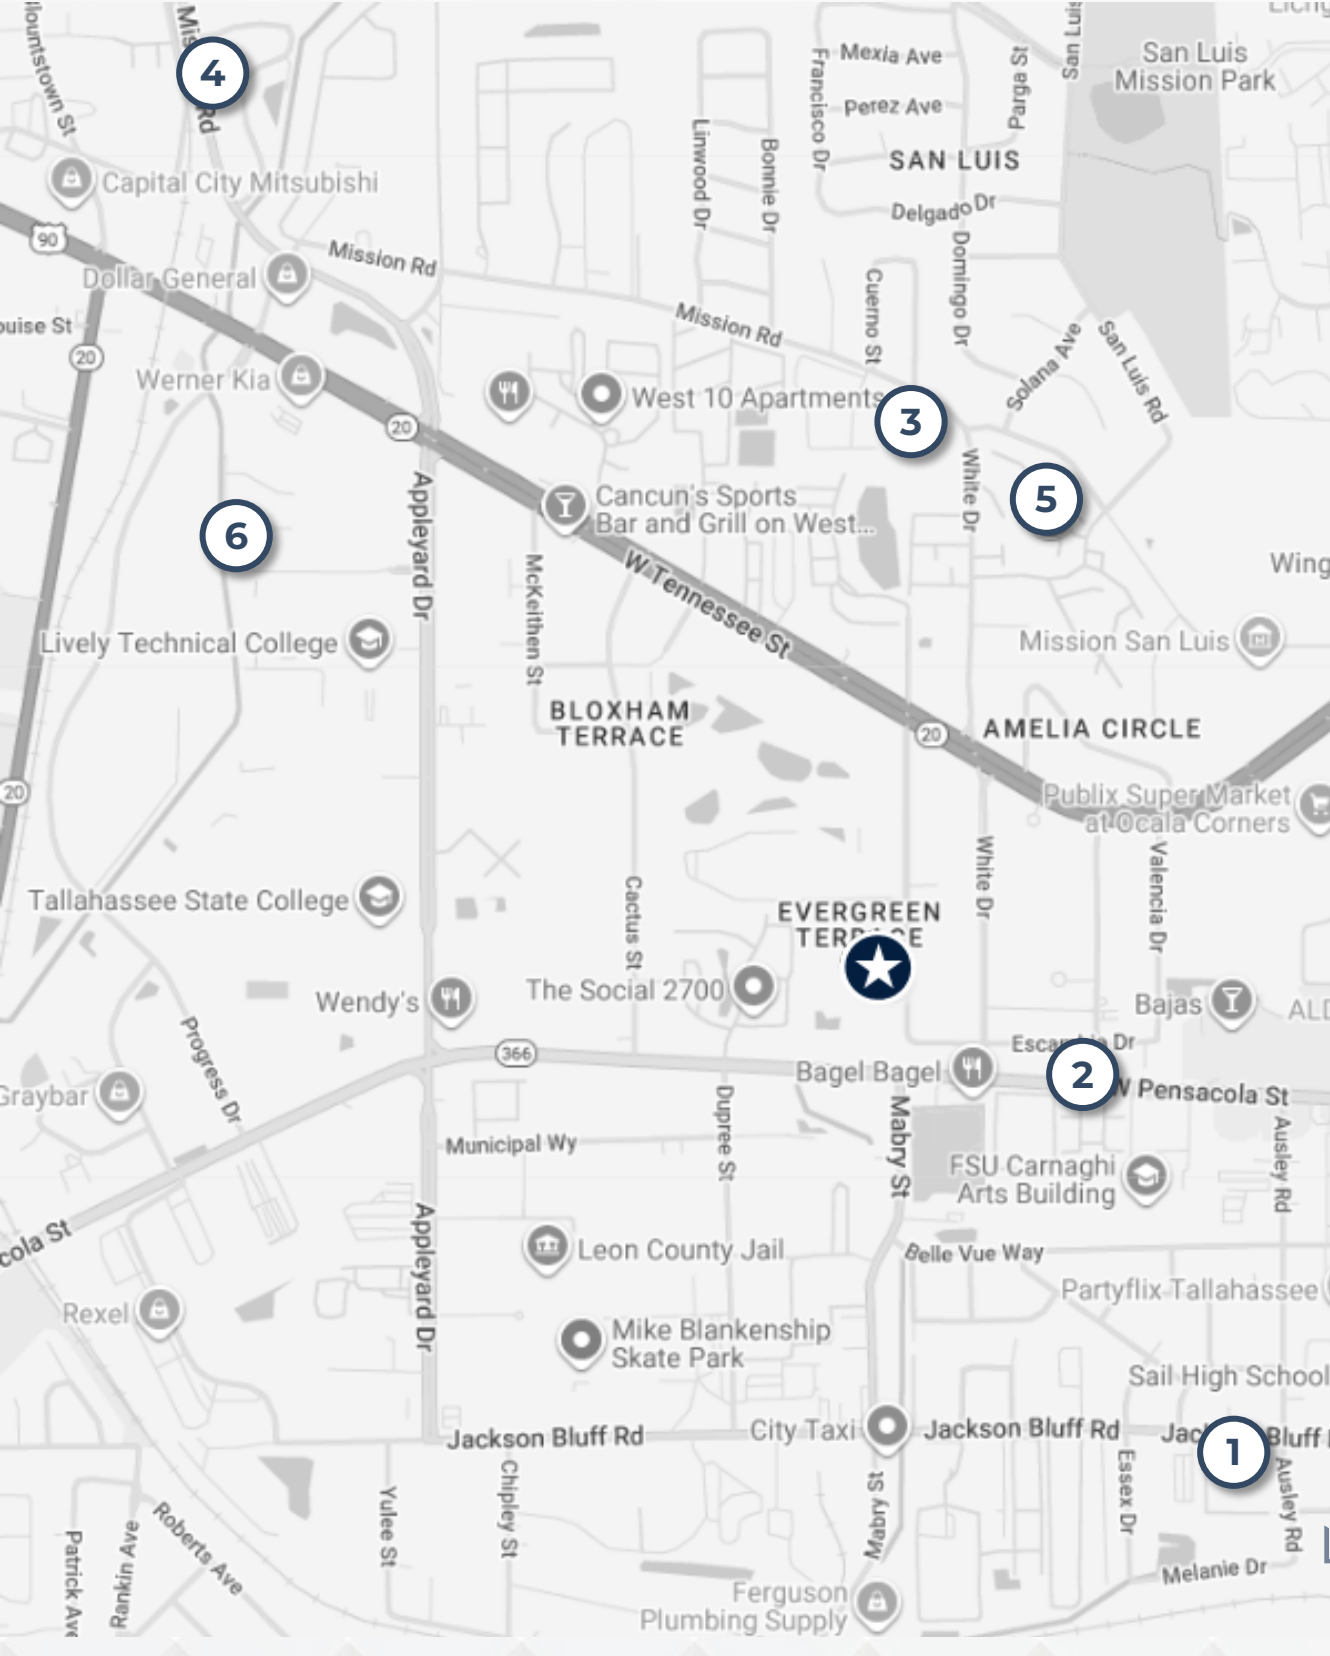 Mexia Ave
San Luis
Mission Park
4
Rd
Francisco Dr
Parge St
Perez Ave
Linwood Dr
Bonnie Dr
SAN LUIS
Capital City Mitsubishi
Delgado Dr
90
Mission Rd
Domingo Dr
Dollar General
Cuerno St
Mission Rd
20
Solana Ave
San Luis Rd
Werner Kia
West 10 Apartments
3
20
White Dr
Cancun's Sports
Bar and Grill on West...
5
6
Appleyard Dr
McKeithen St
W Tennessee St
Wing
Lively Technical College
Mission San Luis
BLOXHAM
TERRACE
20
AMELIA CIRCLE
20
Publix Super Market
at Ocala Corners
White Dr
Valencia Dr
Tallahassee State College
Cactus St
EVERGREEN
The Social 2700
Wendy's
Bajas
Progress Dr
366
Bagel Bagel
2
W Pensacola St
Graybar
Dupree St
Mabry St
Ausley Rd
Municipal Wy
FSU Carnaghi
Arts Building
cola St
Appleyard Dr
Leon County Jail
Belle Vue Way
Partyflix Tallahassee
Rexel
Mike Blankenship
Skate Park
Sail High School
Jackson Bluff Rd
City Taxi
Jackson Bluff Rd
Jac
1
Bluff
Yulee St
Chipley St
Mabry St
Essex Dr
Ausley Rd
Patrick Ave
Rankin Ave
Roberts Ave
Melanie Dr
Ferguson
Plumbing Supply